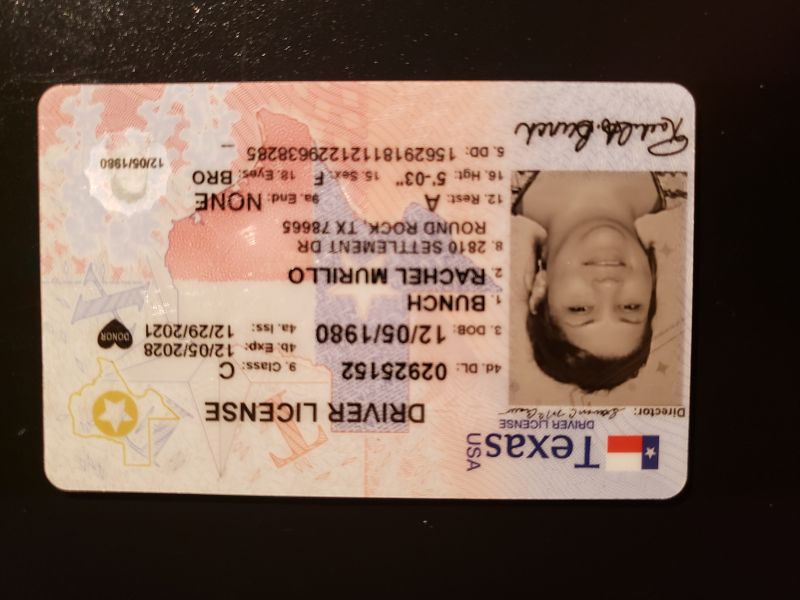 Texas
USA
DRIVER LICENSE
DRIVER LICENSE
Director:
4d. DL: 02925152 9. Class: C
3. DOB: 12/05/1980 4b. Exp: 12/05/2028
4a. Iss: 12/29/2021
DONOR
1. BUNCH
2. RACHEL MURILLO
8. 2810 SETTLEMENT DR
ROUND ROCK, TX 78665
12. Rest: A 9a. End: NONE
16. Hgt: 5'-03" 15. Sex: F 18. Eyes: BRO
5. DD: 15629181121229638285
12/05/1980